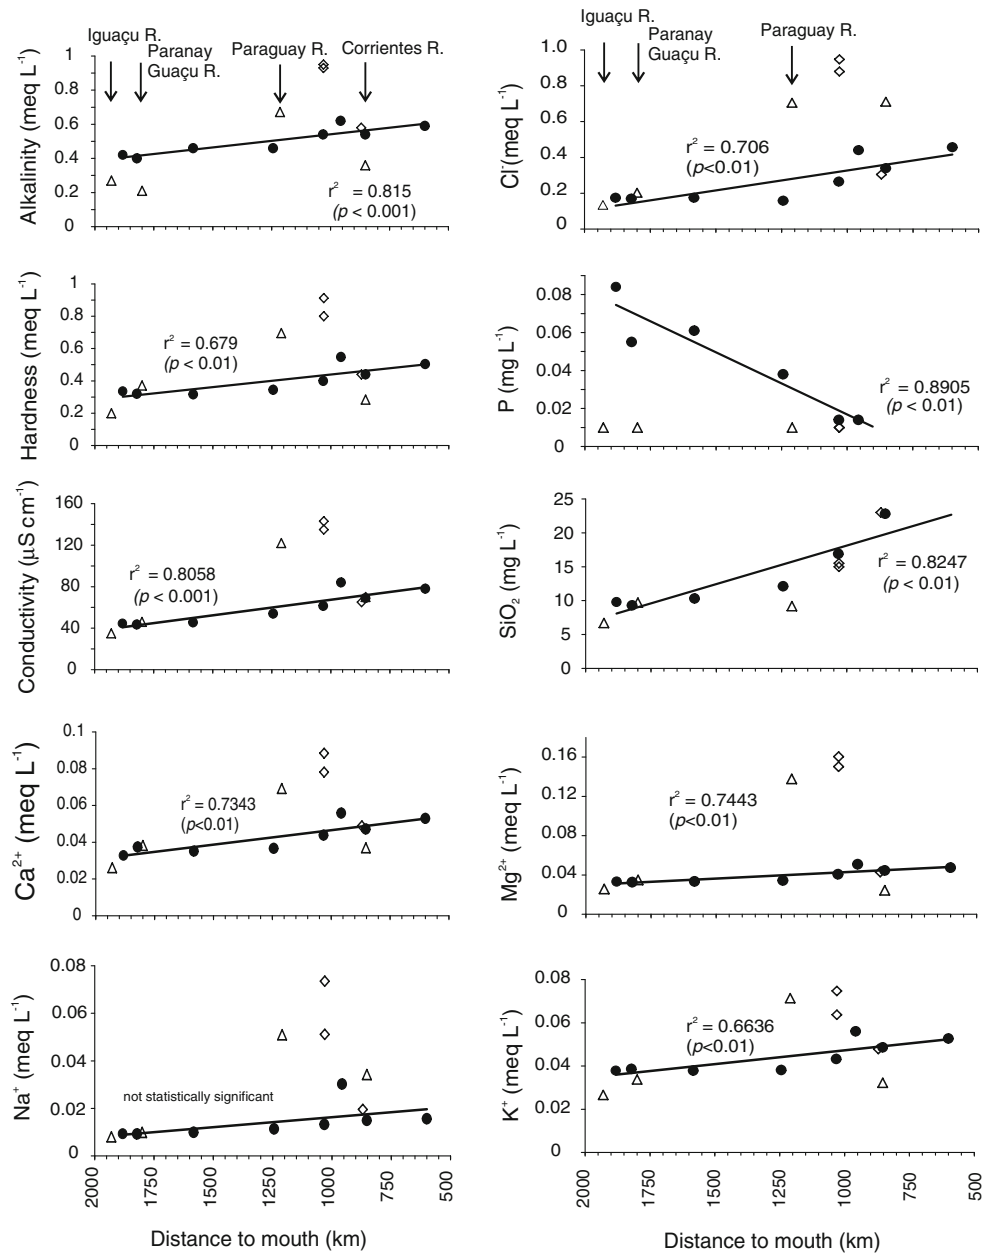 Iguaçu R.
Paranay
Guaçu R.
Paraguay R.
Corrientes R.
Alkalinity (meq L⁻¹)
1
0.8
0.6
0.4
0.2
0
r² = 0.815
(p < 0.001)
Iguaçu R.
Paranay
Guaçu R.
Paraguay R.
Cl⁻(meq L⁻¹)
1.0
0.8
0.6
0.4
0.2
0
r² = 0.706
(p<0.01)
Hardness (meq L⁻¹)
1
0.8
0.6
0.4
0.2
0
r² = 0.679
(p < 0.01)
P (mg L⁻¹)
0.08
0.06
0.04
0.02
0
r² = 0.8905
(p < 0.01)
Conductivity (µS cm⁻¹)
160
120
80
40
0
r² = 0.8058
(p < 0.001)
SiO₂ (mg L⁻¹)
25
20
15
10
5
0
r² = 0.8247
(p < 0.01)
Ca²⁺ (meq L⁻¹)
0.1
0.08
0.06
0.04
0.02
0
r² = 0.7343
(p<0.01)
Mg²⁺ (meq L⁻¹)
0.16
0.12
0.08
0.04
0
r² = 0.7443
(p<0.01)
Na⁺ (meq L⁻¹)
0.08
0.06
0.04
0.02
0
not statistically significant
2000 1750 1500 1250 1000 750 500
Distance to mouth (km)
K⁺ (meq L⁻¹)
0.08
0.06
0.04
0.02
0
r² = 0.6636
(p<0.01)
2000 1750 1500 1250 1000 750 500
Distance to mouth (km)